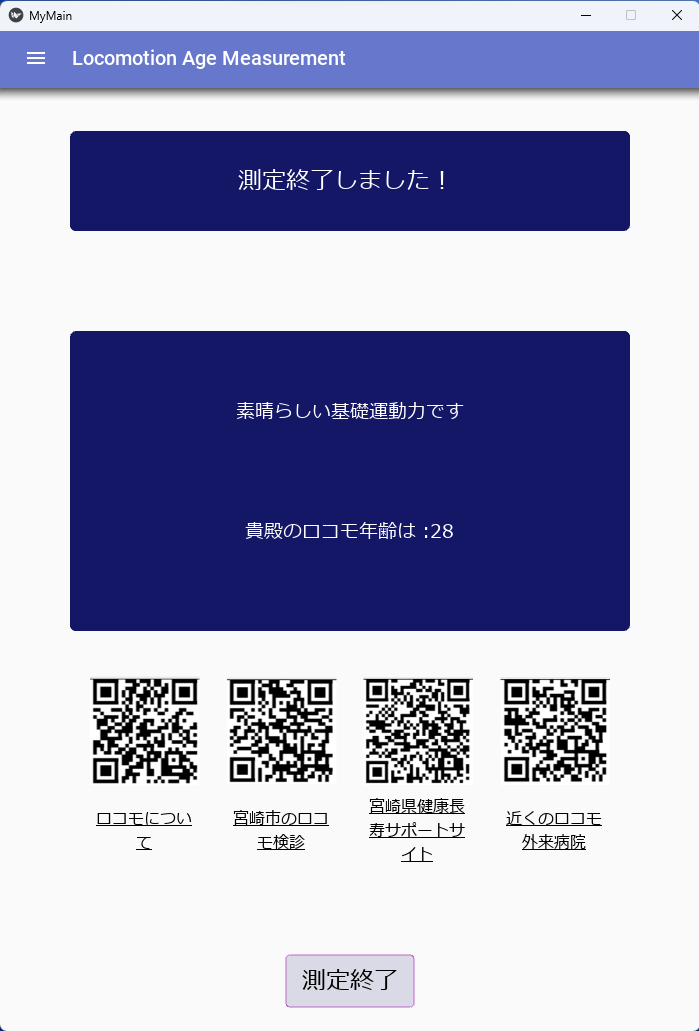 MyMain
Locomotion Age Measurement
測定終了しました！
素晴らしい基礎運動力です
貴殿のロコモ年齢は :28
ロコモについ
て
宮崎市のロコ
モ検診
宮崎県健康長
寿サポートサ
イト
近くのロコモ
外来病院
測定終了